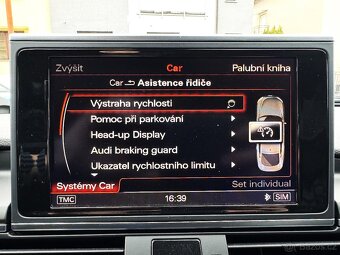 Zvýšit
Car
Palubní kniha
Car Asistence řidiče
Výstraha rychlosti
Pomoc při parkování
Head-up Display
Audi braking guard
Ukazatel rychlostního limitu
Systémy Car
Set individual
TMC
16:39
SIM